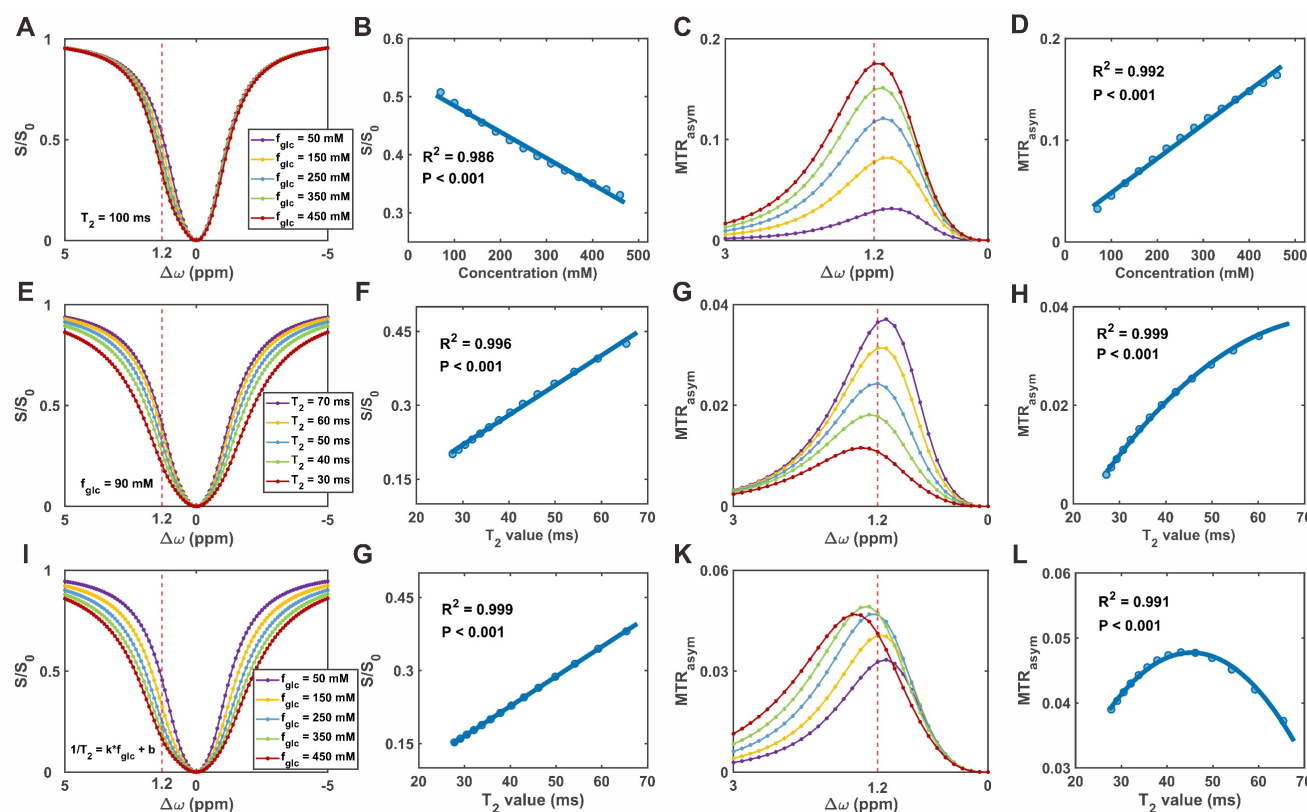 A
S/S0
1
0.5
0
T2 = 100 ms
fglc = 50 mM
fglc = 150 mM
fglc = 250 mM
fglc = 350 mM
fglc = 450 mM
5
1.2
0
-5
Δω (ppm)
B
S/S0
0.6
0.5
0.4
0.3
R2 = 0.986
P < 0.001
0
100
200
300
400
500
Concentration (mM)
C
MTRasym
0.2
0.1
0
3
1.2
0
Δω (ppm)
D
MTRasym
0.2
0.1
0
R2 = 0.992
P < 0.001
0
100
200
300
400
500
Concentration (mM)
E
S/S0
1
0.5
0
fglc = 90 mM
T2 = 70 ms
T2 = 60 ms
T2 = 50 ms
T2 = 40 ms
T2 = 30 ms
5
1.2
0
-5
Δω (ppm)
F
S/S0
0.45
0.3
0.15
R2 = 0.996
P < 0.001
20
30
40
50
60
70
T2 value (ms)
G
MTRasym
0.04
0.02
0
3
1.2
0
Δω (ppm)
H
MTRasym
0.04
0.02
0
R2 = 0.999
P < 0.001
20
30
40
50
60
70
T2 value (ms)
I
S/S0
1
0.5
0
1/T2 = k*fglc + b
fglc = 50 mM
fglc = 150 mM
fglc = 250 mM
fglc = 350 mM
fglc = 450 mM
5
1.2
0
-5
Δω (ppm)
G
S/S0
0.45
0.3
0.15
R2 = 0.999
P < 0.001
20
30
40
50
60
70
T2 value (ms)
K
MTRasym
0.06
0.03
0
3
1.2
0
Δω (ppm)
L
MTRasym
0.06
0.05
0.04
0.03
R2 = 0.991
P < 0.001
20
30
40
50
60
70
T2 value (ms)